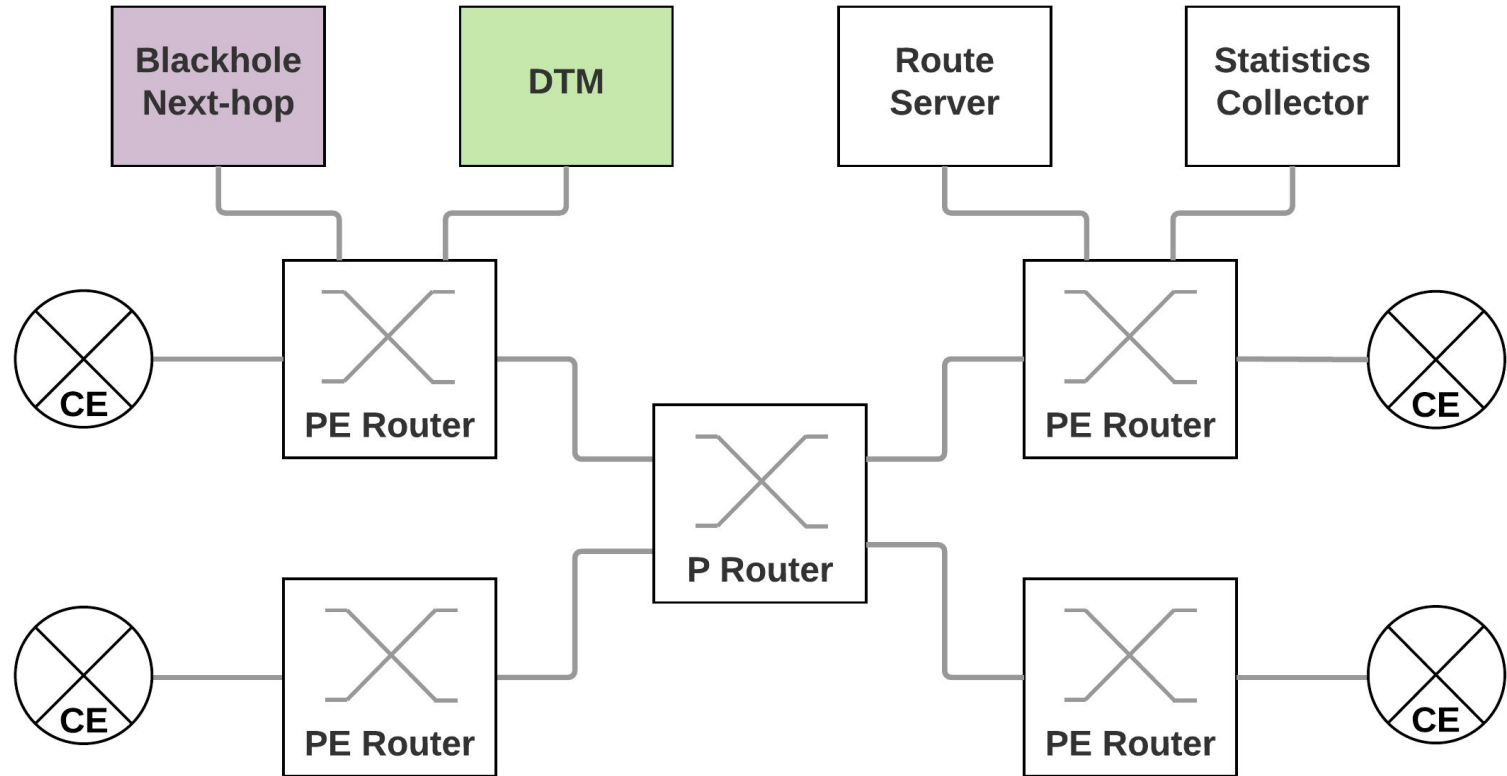 Blackhole
Next-hop
DTM
Route
Server
Statistics
Collector
CE
PE Router
PE Router
CE
P Router
CE
PE Router
PE Router
CE